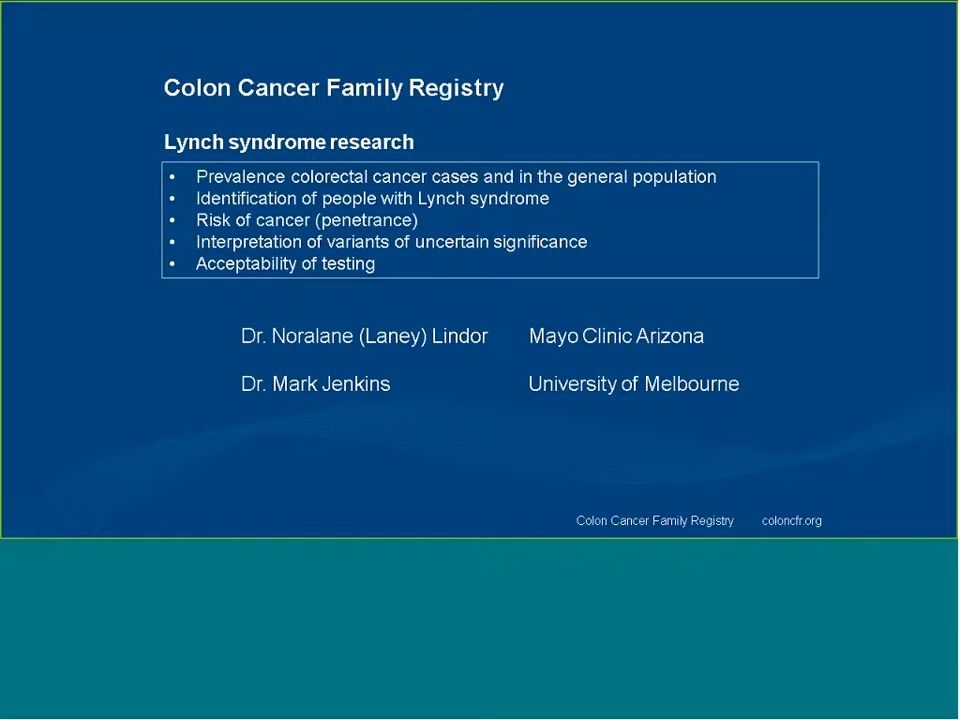 Colon Cancer Family Registry
Lynch syndrome research
• Prevalence colorectal cancer cases and in the general population
• Identification of people with Lynch syndrome
• Risk of cancer (penetrance)
• Interpretation of variants of uncertain significance
• Acceptability of testing
Dr. Noralane (Laney) Lindor Mayo Clinic Arizona
Dr. Mark Jenkins University of Melbourne
Colon Cancer Family Registry coloncfr.org